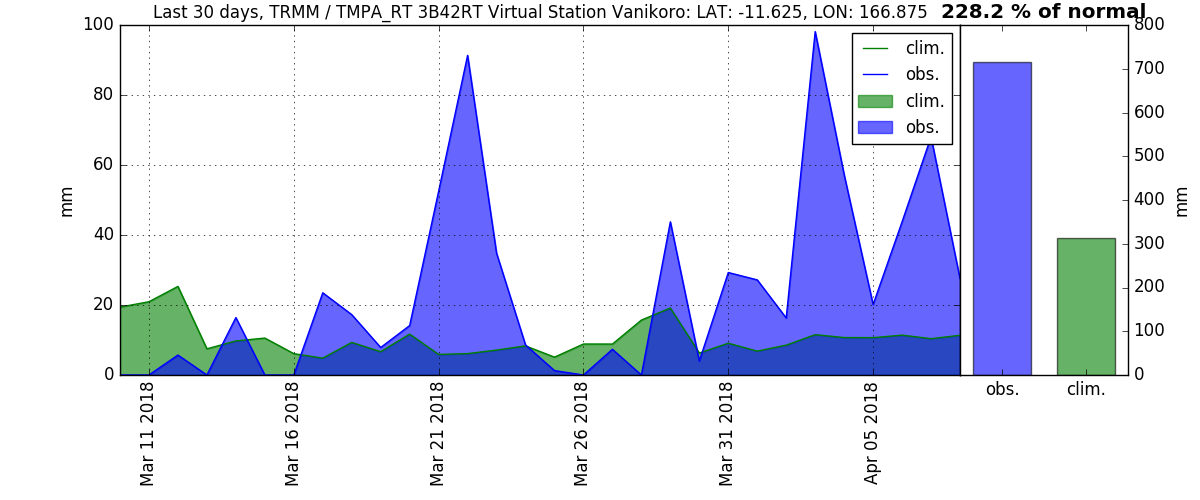 Last 30 days, TRMM / TMPA_RT 3B42RT Virtual Station Vanikoro: LAT: -11.625, LON: 166.875 228.2 % of normal
100
80
60
40
20
0
mm
clim.
obs.
clim.
obs.
800
700
600
500
400
300
200
100
0
mm
Mar 11 2018
Mar 16 2018
Mar 21 2018
Mar 26 2018
Mar 31 2018
Apr 05 2018
obs.
clim.